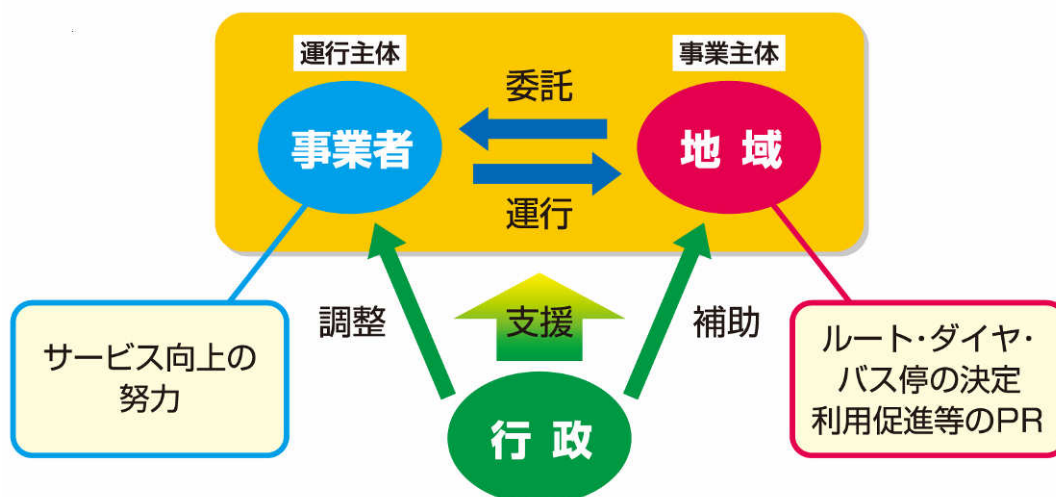 運行主体
事業主体
事業者
委託
地域
運行
調整
支援
補助
サービス向上の
努力
ルート・ダイヤ・
バス停の決定
利用促進等のPR
行政